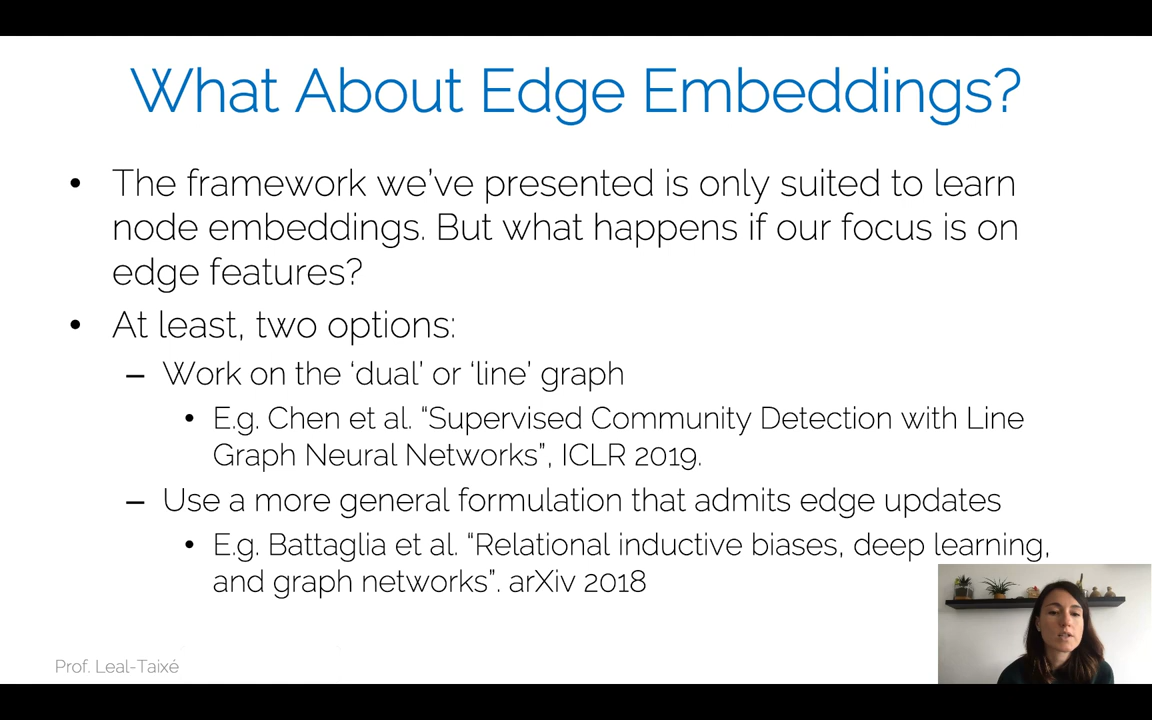 What About Edge Embeddings?
• The framework we've presented is only suited to learn
node embeddings. But what happens if our focus is on
edge features?
• At least, two options:
– Work on the 'dual' or 'line' graph
• E.g. Chen et al. "Supervised Community Detection with Line
Graph Neural Networks", ICLR 2019.
– Use a more general formulation that admits edge updates
• E.g. Battaglia et al. "Relational inductive biases, deep learning,
and graph networks". arXiv 2018
Prof. Leal-Taixé